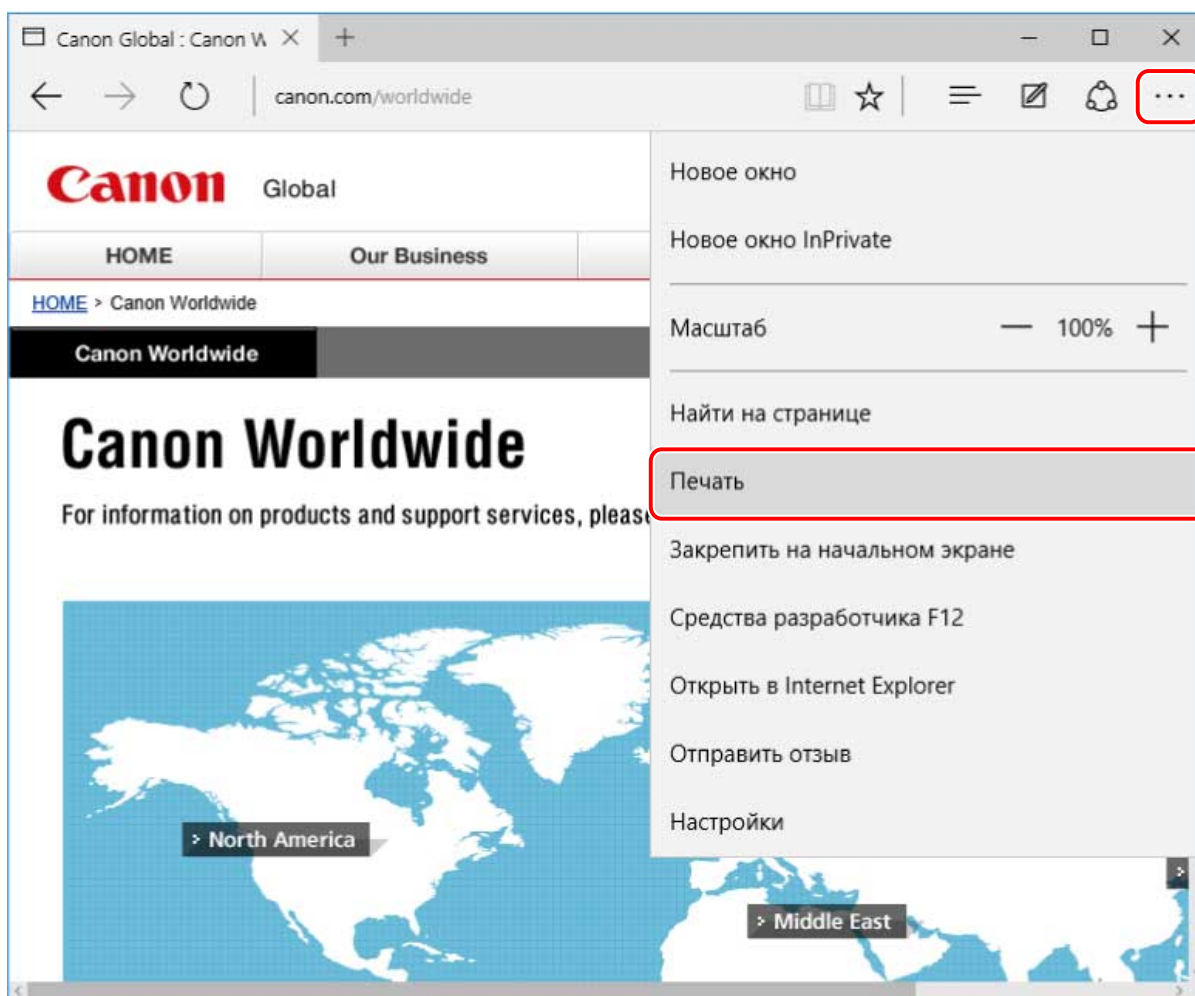 Canon Global : Canon W
canon.com/worldwide
Canon Global
HOME Our Business
HOME > Canon Worldwide
Canon Worldwide
Canon Worldwide
For information on products and support services, please
> North America
> Middle East
Новое окно
Новое окно InPrivate
Масштаб 100%
Найти на странице
Печать
Закрепить на начальном экране
Средства разработчика F12
Открыть в Internet Explorer
Отправить отзыв
Настройки